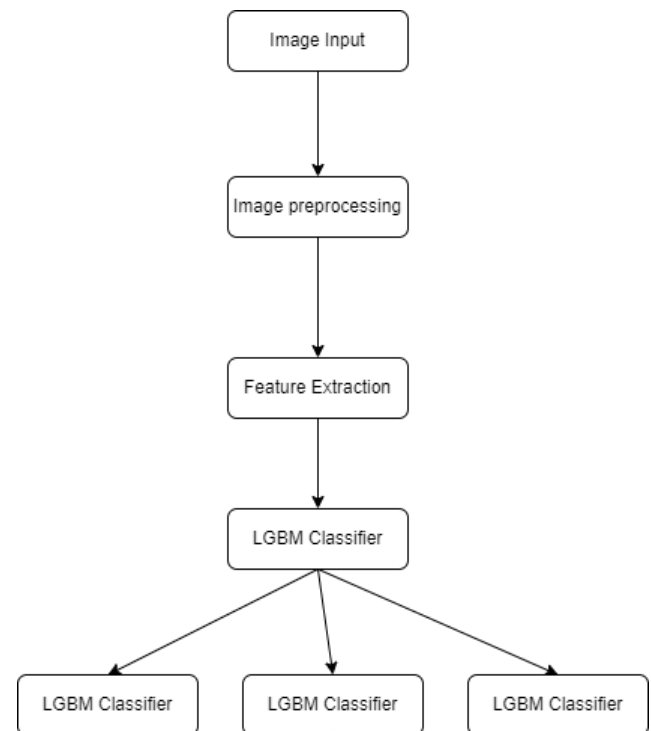 Image Input
Image preprocessing
Feature Extraction
LGBM Classifier
LGBM Classifier
LGBM Classifier
LGBM Classifier